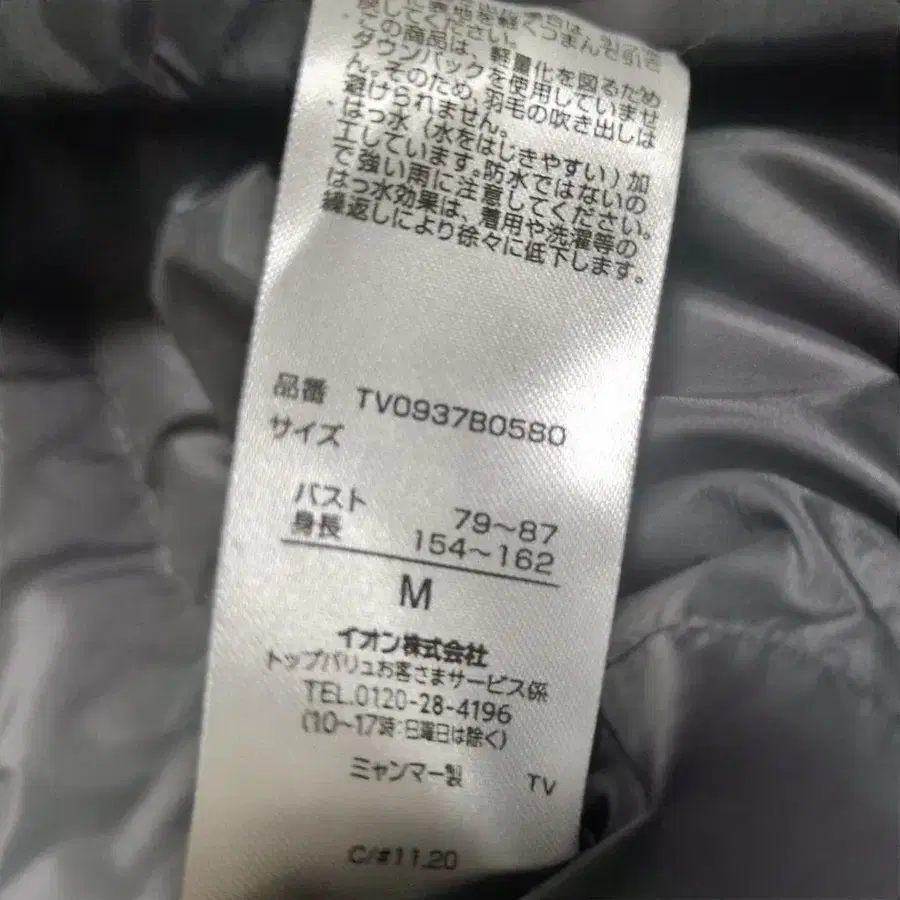 この商品は、軽量化を図るため
ダウンパックを使用していませ
ん。そのため、羽毛の吹き出しは
避けられません。
はっ水（水をはじきやすい）加
工しています。防水ではないの
で強い雨に注意してください。
はっ水効果は、着用や洗濯等の
繰返しにより徐々に低下します。
品番 TV0937B0580
サイズ
バスト 79～87
身長 154～162
M
イオン株式会社
トップバリュお客さまサービス係
TEL.0120-28-4196
(10～17時:日曜日は除く)
ミャンマー製 TV
C/#11,20